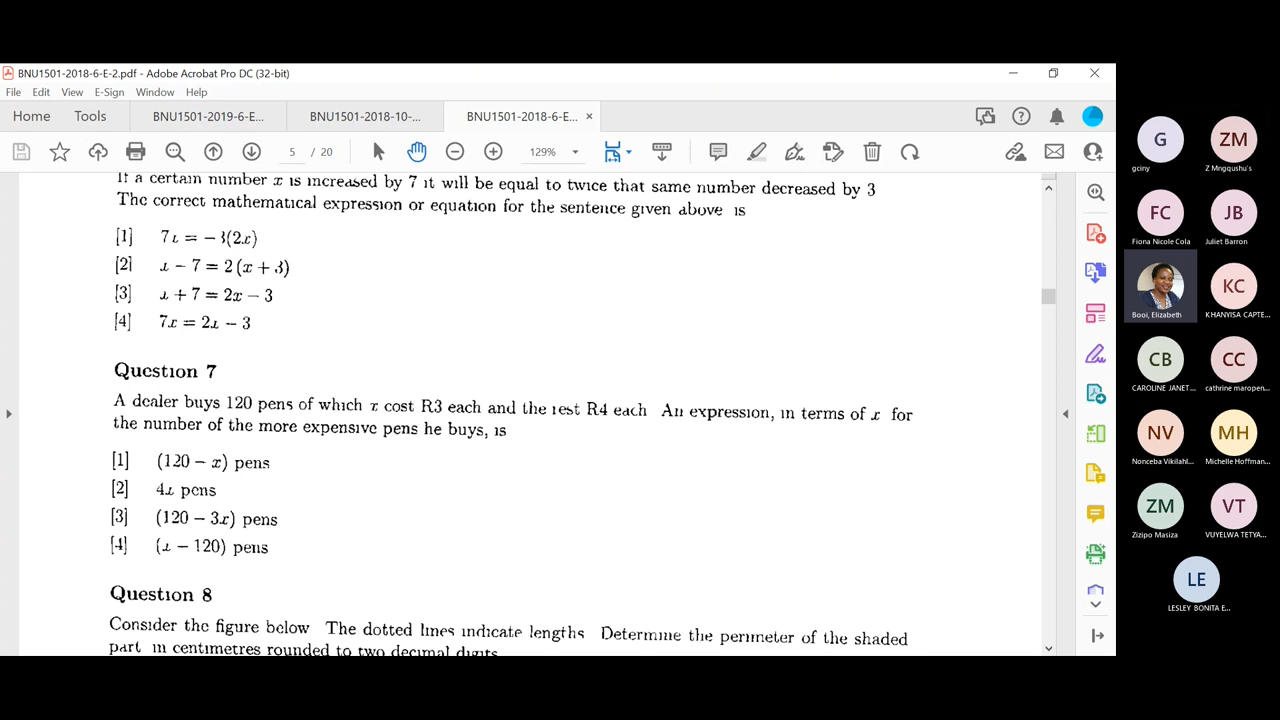 BNU1501-2018-6-E-2.pdf - Adobe Acrobat Pro DC (32-bit)
File Edit View E-Sign Window Help
Home Tools BNU1501-2019-6-E... BNU1501-2018-10-... BNU1501-2018-6-E... ×
5 / 20 129%
If a certain number x is increased by 7 it will be equal to twice that same number decreased by 3
The correct mathematical expression or equation for the sentence given above is
[1] 7x = −3(2x)
[2] x − 7 = 2 (x + 3)
[3] x + 7 = 2x − 3
[4] 7x = 2x − 3
Question 7
A dealer buys 120 pens of which x cost R3 each and the rest R4 each An expression, in terms of x for
the number of the more expensive pens he buys, is
[1] (120 − x) pens
[2] 4x pens
[3] (120 − 3x) pens
[4] (x − 120) pens
Question 8
Consider the figure below The dotted lines indicate lengths Determine the perimeter of the shaded
part in centimetres rounded to two decimal digits
G ZM
gciny Z Mngqushu's
FC JB
Fiona Nicole Cola Juliet Barron
KC
Booi, Elizabeth KHANYISA CAPTE...
CB CC
CAROLINE JANET... cathrine maropen...
NV MH
Nonceba Vikilahl... Michelle Hoffman...
ZM VT
Zizipo Masiza VUYELWA TETYA...
LE
LESLEY BONITA E...